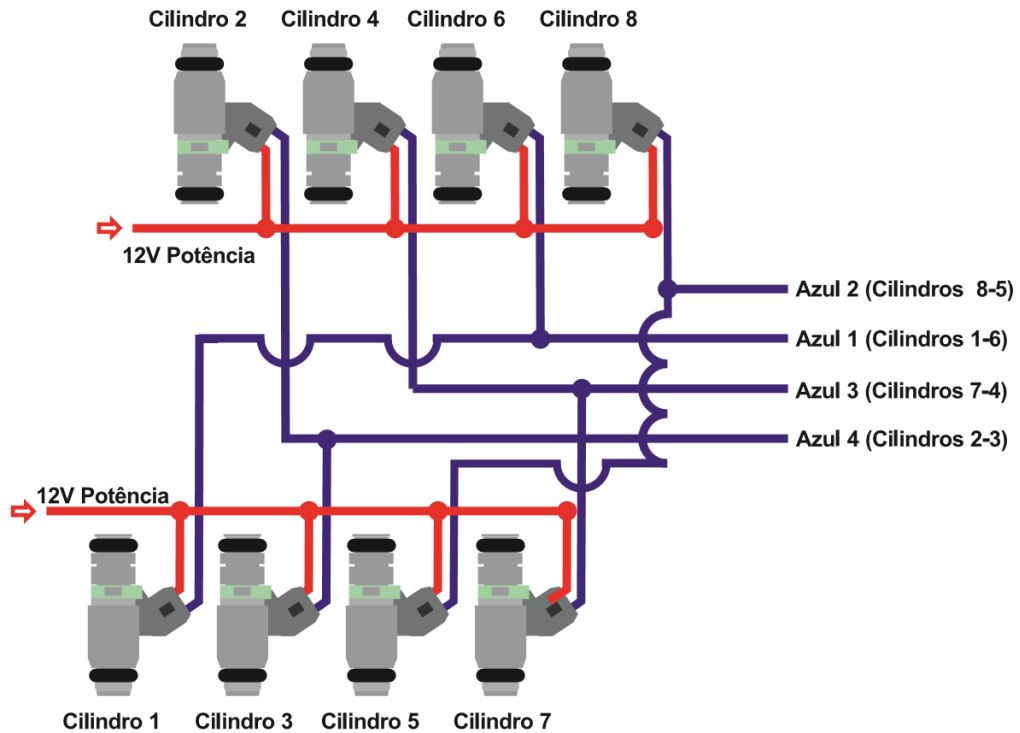 Cilindro 2 Cilindro 4 Cilindro 6 Cilindro 8
12V Potência
Azul 2 (Cilindros  8-5)
Azul 1 (Cilindros 1-6)
Azul 3 (Cilindros 7-4)
Azul 4 (Cilindros 2-3)
12V Potência
Cilindro 1 Cilindro 3 Cilindro 5 Cilindro 7